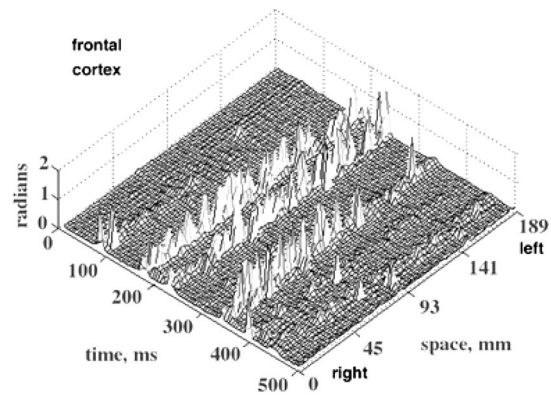 frontal
cortex
2
1
0
radians
0
100
200
300
400
500
time, ms
0
45
93
141
189
right
left
space, mm